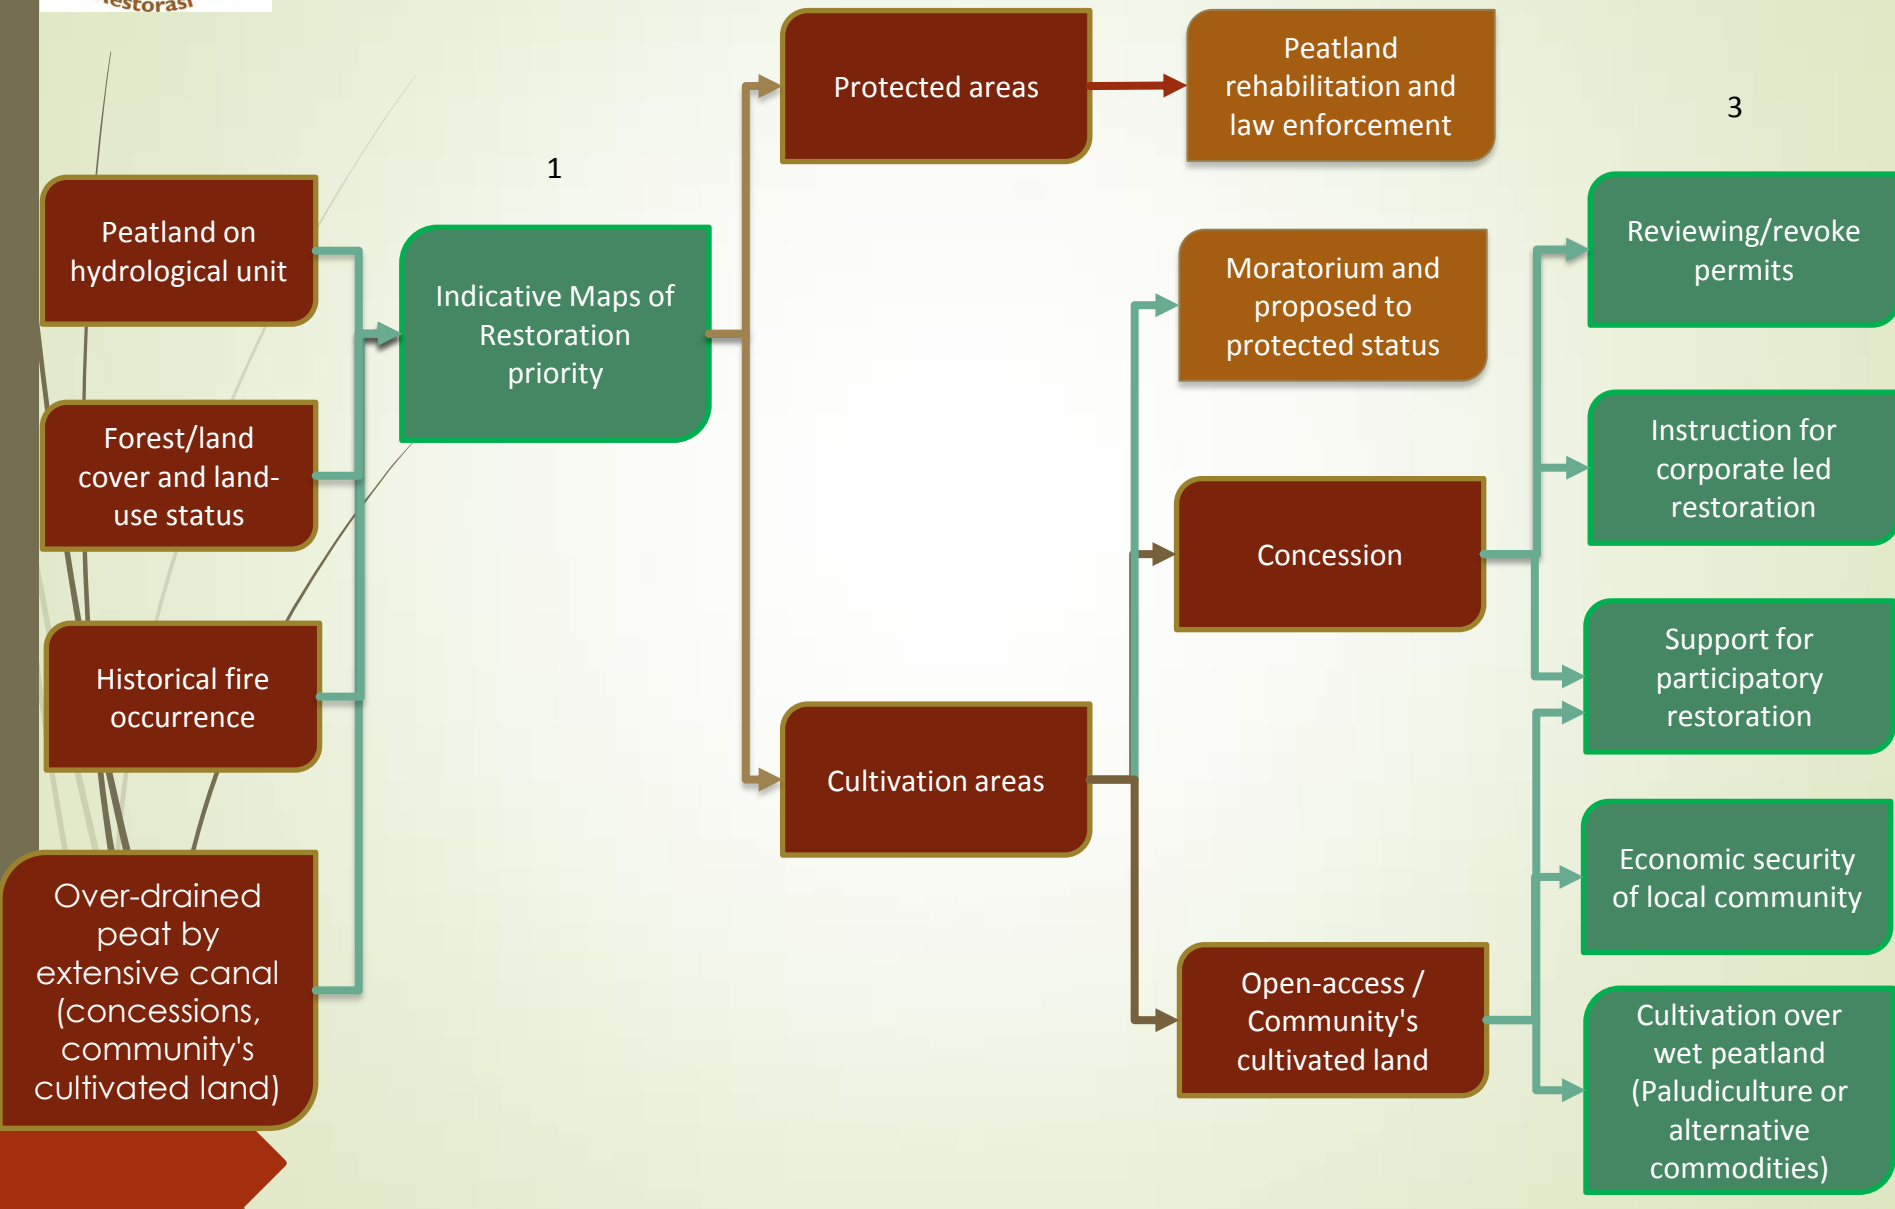 1
3
Peatland on
hydrological unit
Forest/land
cover and land-
use status
Historical fire
occurrence
Over-drained
peat by
extensive canal
(concessions,
community's
cultivated land)
Indicative Maps of
Restoration
priority
Protected areas
Cultivation areas
Peatland
rehabilitation and
law enforcement
Moratorium and
proposed to
protected status
Concession
Open-access /
Community's
cultivated land
Reviewing/revoke
permits
Instruction for
corporate led
restoration
Support for
participatory
restoration
Economic security
of local community
Cultivation over
wet peatland
(Paludiculture or
alternative
commodities)